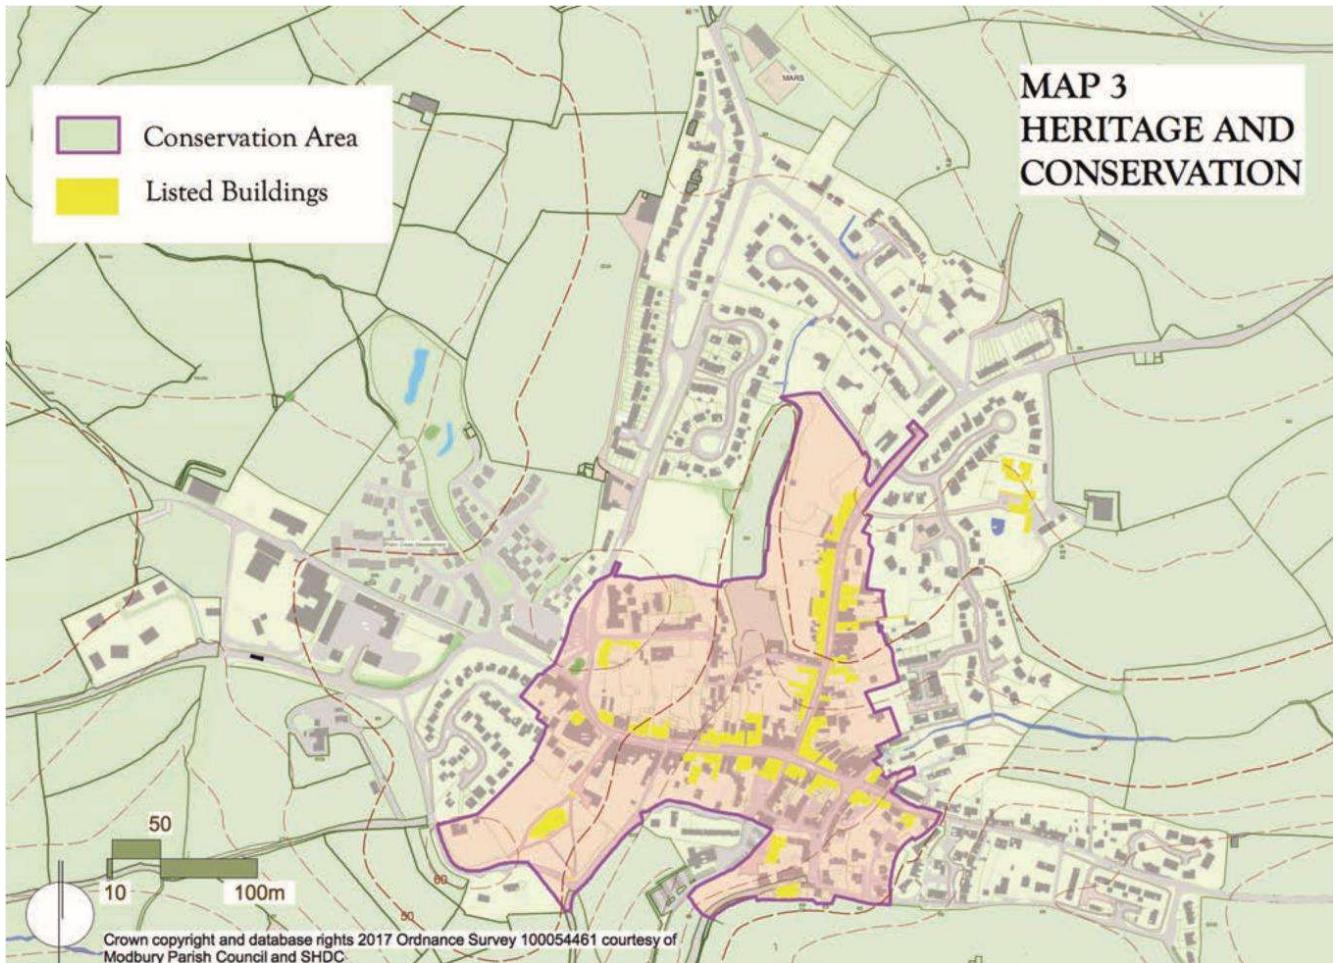 MAP 3
HERITAGE AND
CONSERVATION
Conservation Area
Listed Buildings
MARS
50
10
100m
60
50
Crown copyright and database rights 2017 Ordnance Survey 100054461 courtesy of
Modbury Parish Council and SHDC